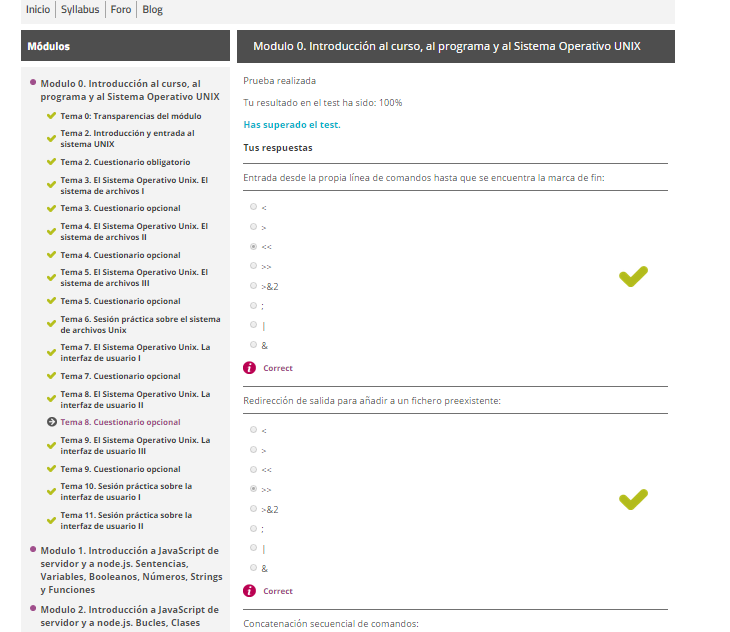 Inicio | Syllabus | Foro | Blog
Módulos
Modulo 0. Introducción al curso, al
programa y al Sistema Operativo UNIX
Tema 0: Transparencias del módulo
Tema 2. Introducción y entrada al
sistema UNIX
Tema 2. Cuestionario obligatorio
Tema 3. El Sistema Operativo Unix. El
sistema de archivos I
Tema 3. Cuestionario opcional
Tema 4. El Sistema Operativo Unix. El
sistema de archivos II
Tema 4. Cuestionario opcional
Tema 5. El Sistema Operativo Unix. El
sistema de archivos III
Tema 5. Cuestionario opcional
Tema 6. Sesión práctica sobre el sistema
de archivos Unix
Tema 7. El Sistema Operativo Unix. La
interfaz de usuario I
Tema 7. Cuestionario opcional
Tema 8. El Sistema Operativo Unix. La
interfaz de usuario II
Tema 8. Cuestionario opcional
Tema 9. El Sistema Operativo Unix. La
interfaz de usuario III
Tema 9. Cuestionario opcional
Tema 10. Sesión práctica sobre la
interfaz de usuario I
Tema 11. Sesión práctica sobre la
interfaz de usuario II
Modulo 1. Introducción a JavaScript de
servidor y a node.js. Sentencias,
Variables, Booleanos, Números, Strings
y Funciones
Modulo 2. Introducción a JavaScript de
servidor y a node.js. Bucles, Clases
Modulo 0. Introducción al curso, al programa y al Sistema Operativo UNIX
Prueba realizada
Tu resultado en el test ha sido: 100%
Has superado el test.
Tus respuestas
Entrada desde la propia línea de comandos hasta que se encuentra la marca de fin:
<
>
<<
>>
>&2
;
|
&
i Correct
Redirección de salida para añadir a un fichero preexistente:
<
>
<<
>>
>&2
;
|
&
i Correct
Concatenación secuencial de comandos: